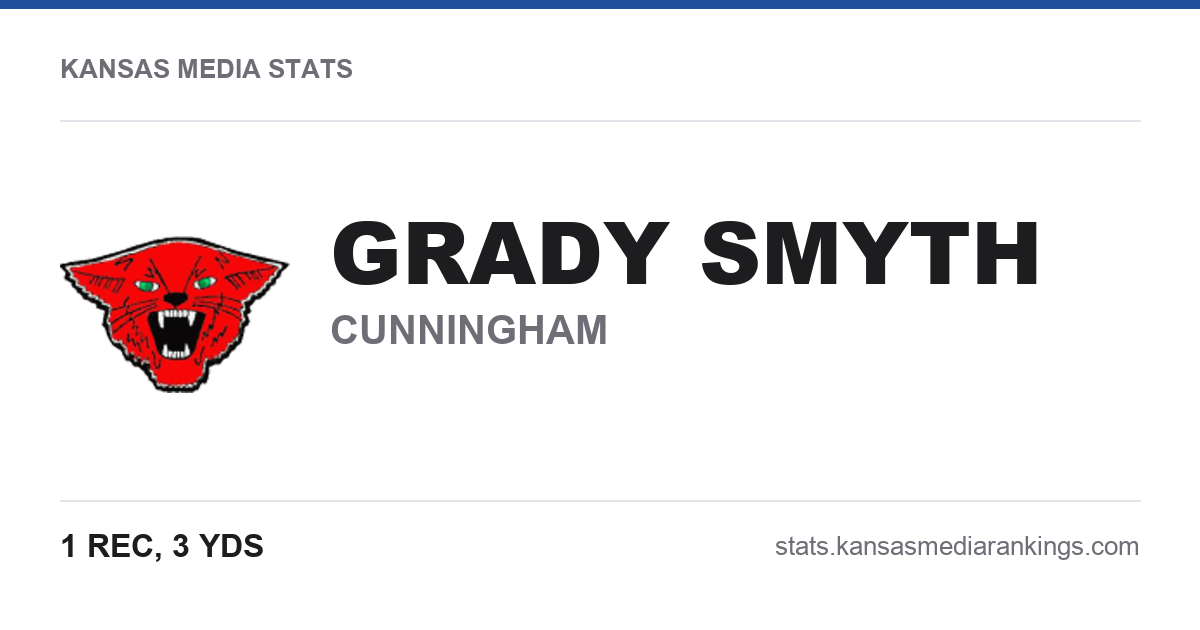 KANSAS MEDIA STATS
GRADY SMYTH
CUNNINGHAM
1 REC, 3 YDS
stats.kansasmediarankings.com